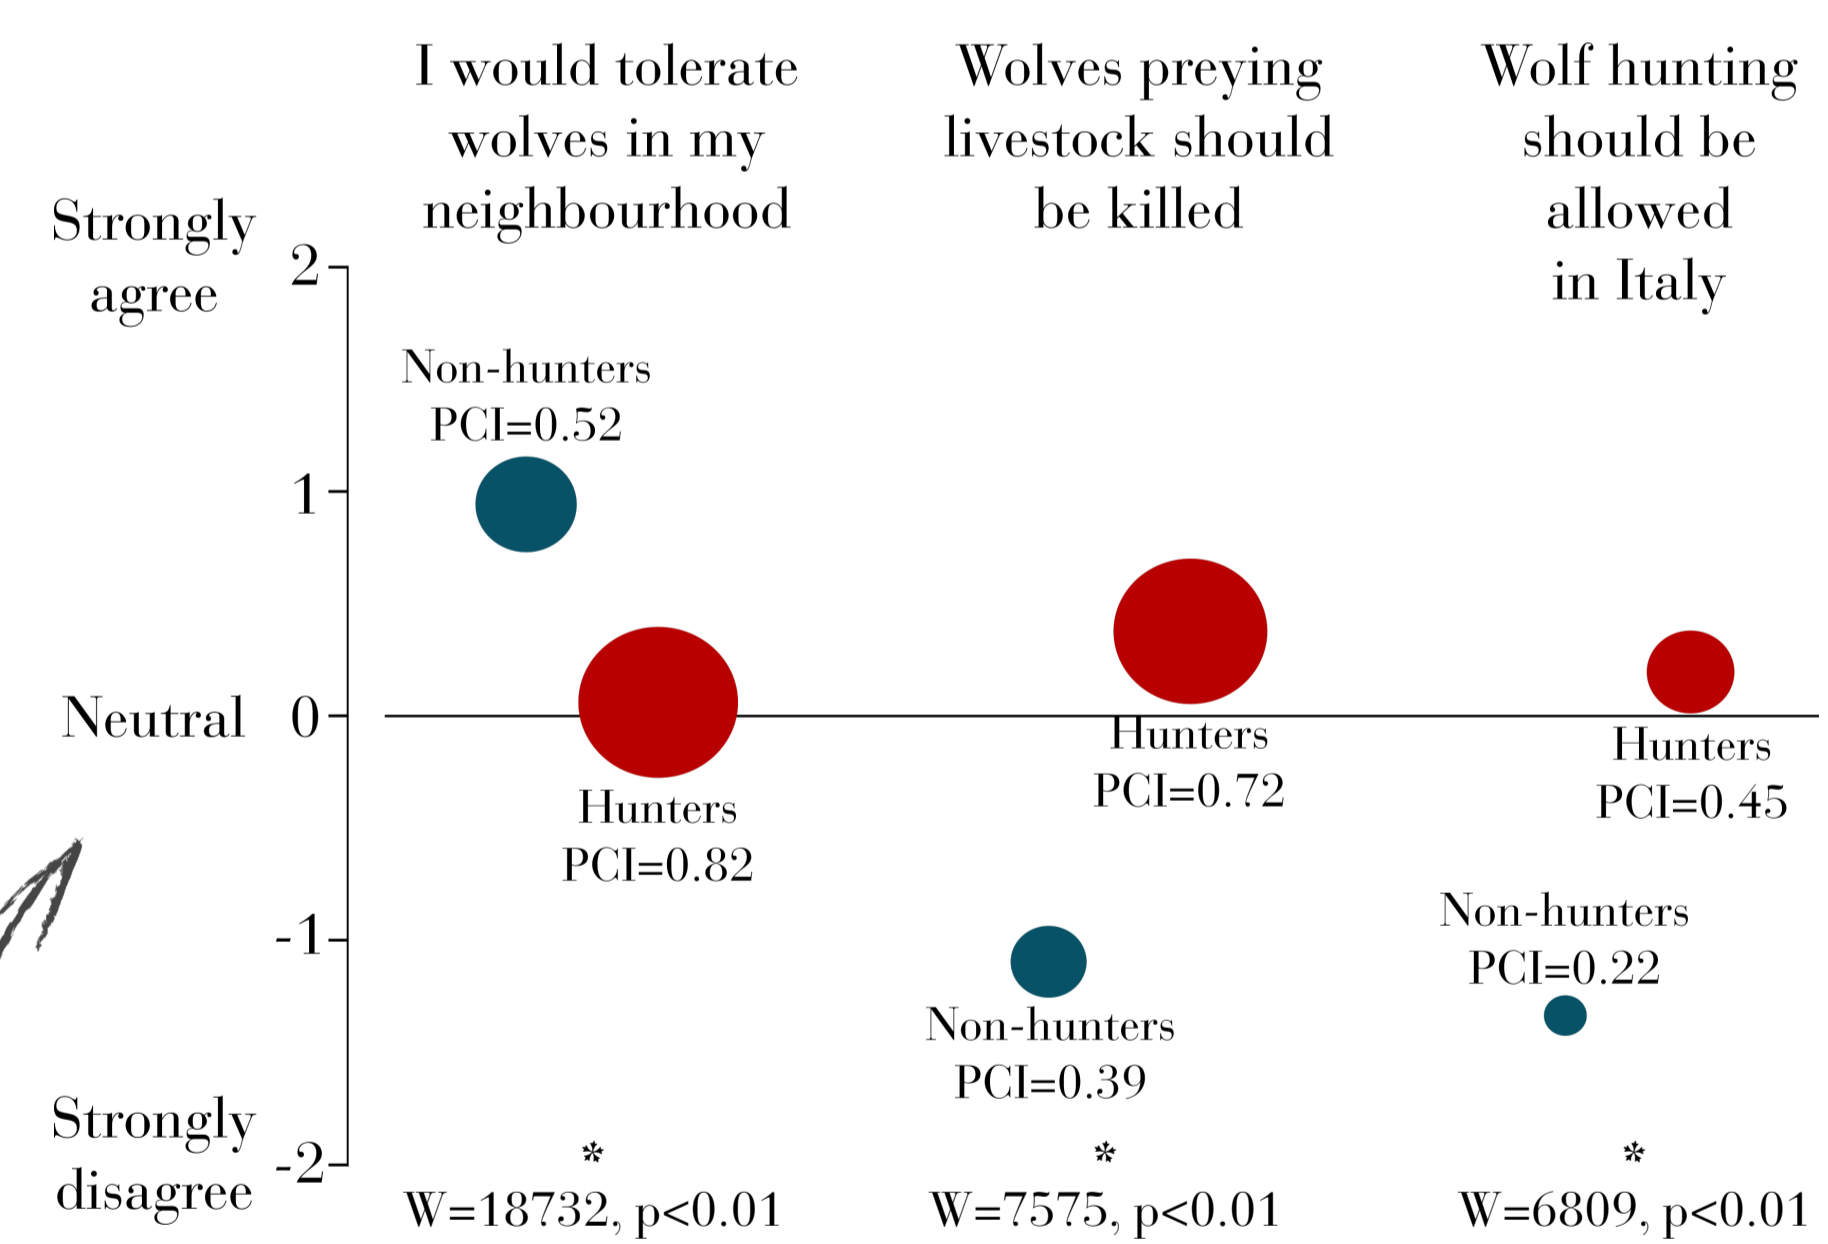 I would tolerate
wolves in my
neighbourhood
Wolves preying
livestock should
be killed
Wolf hunting
should be
allowed
in Italy
Strongly
agree
2
Non-hunters
PCI=0.52
1
Neutral
0
Hunters
PCI=0.82
Hunters
PCI=0.72
Hunters
PCI=0.45
-1
Non-hunters
PCI=0.39
Non-hunters
PCI=0.22
Strongly
disagree
-2
*
W=18732, p<0.01
*
W=7575, p<0.01
*
W=6809, p<0.01